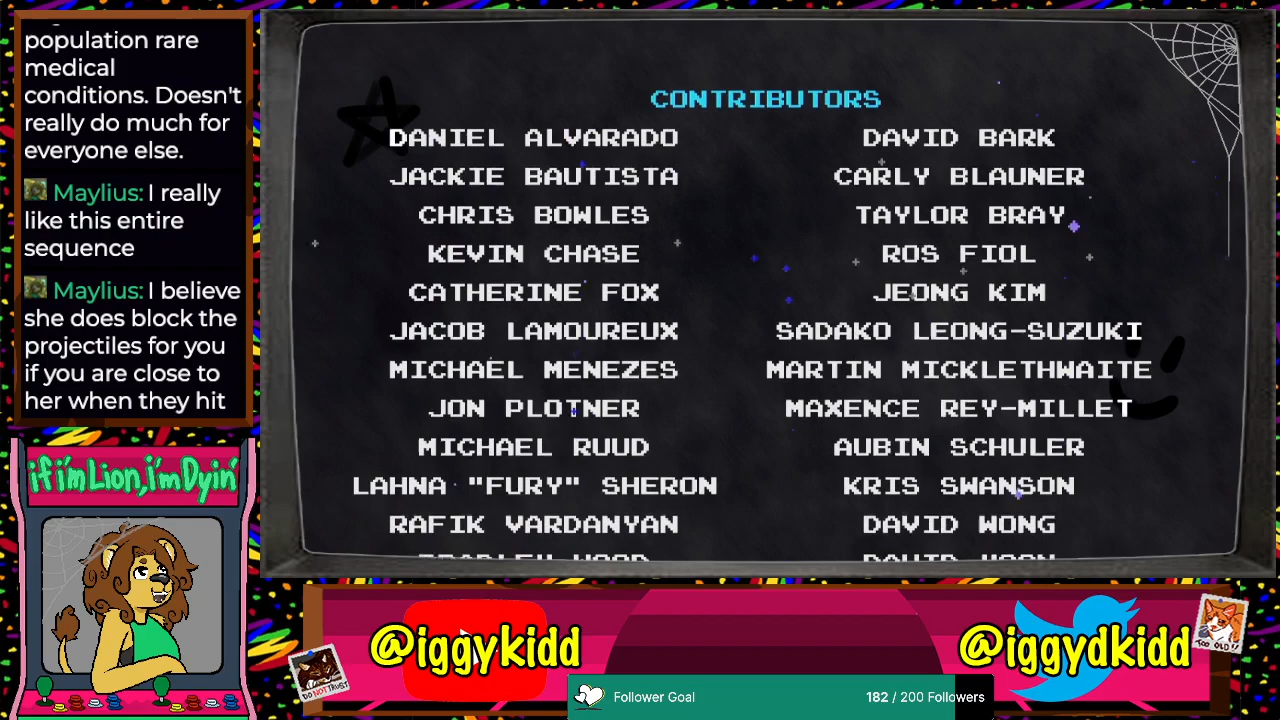 population rare
medical
conditions. Doesn't
really do much for
everyone else.
Maylius: I really
like this entire
sequence
Maylius: I believe
she does block the
projectiles for you
if you are close to
her when they hit
CONTRIBUTORS
DANIEL ALVARADO
DAVID BARK
JACKIE BAUTISTA
CARLY BLAUNER
CHRIS BOWLES
TAYLOR BRAY
KEVIN CHASE
ROS FIOL
CATHERINE FOX
JEONG KIM
JACOB LAMOUREUX
SADAKO LEONG-SUZUKI
MICHAEL MENEZES
MARTIN MICKLETHWAITE
JON PLOTNER
MAXENCE REY-MILLET
MICHAEL RUUD
AUBIN SCHULER
LAHNA "FURY" SHERON
KRIS SWANSON
RAFIK VARDANYAN
DAVID WONG
if i'm Lion, i'm Dyin'
@iggykidd
@iggydkidd
DO NOT TRUST
TOO OLD
Follower Goal
182 / 200 Followers